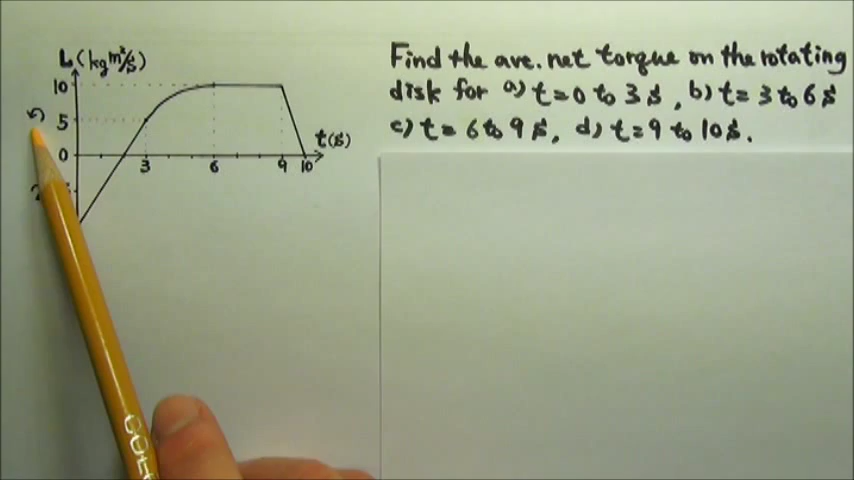 L (kg m²/s)
10
5
0
3
6
9
10
t(s)
Find the ave. net torque on the rotating
disk for a) t=0 to 3 s, b) t= 3 to 6 s
c) t= 6 to 9 s, d) t= 9 to 10 s.
COL